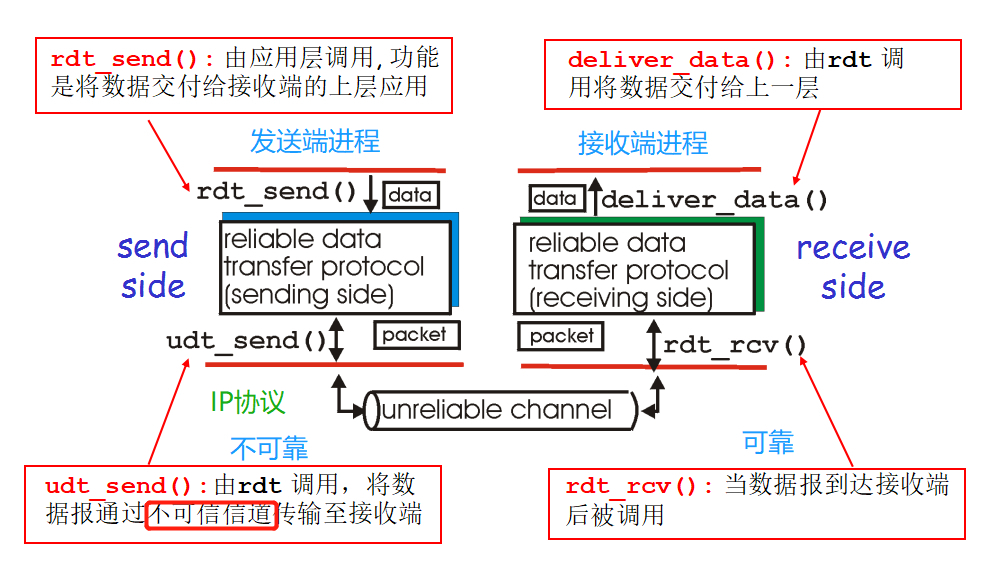 rdt_send(): 由应用层调用, 功能
是将数据交付给接收端的上层应用
deliver_data(): 由rdt 调
用将数据交付给上一层
发送端进程
接收端进程
rdt_send()
data
data
deliver_data()
send
side
reliable data
transfer protocol
(sending side)
reliable data
transfer protocol
(receiving side)
receive
side
udt_send()
packet
packet
rdt_rcv()
IP协议
unreliable channel
不可靠
可靠
udt_send(): 由rdt 调用，将数
据报通过不可信信道传输至接收端
rdt_rcv(): 当数据报到达接收端
后被调用